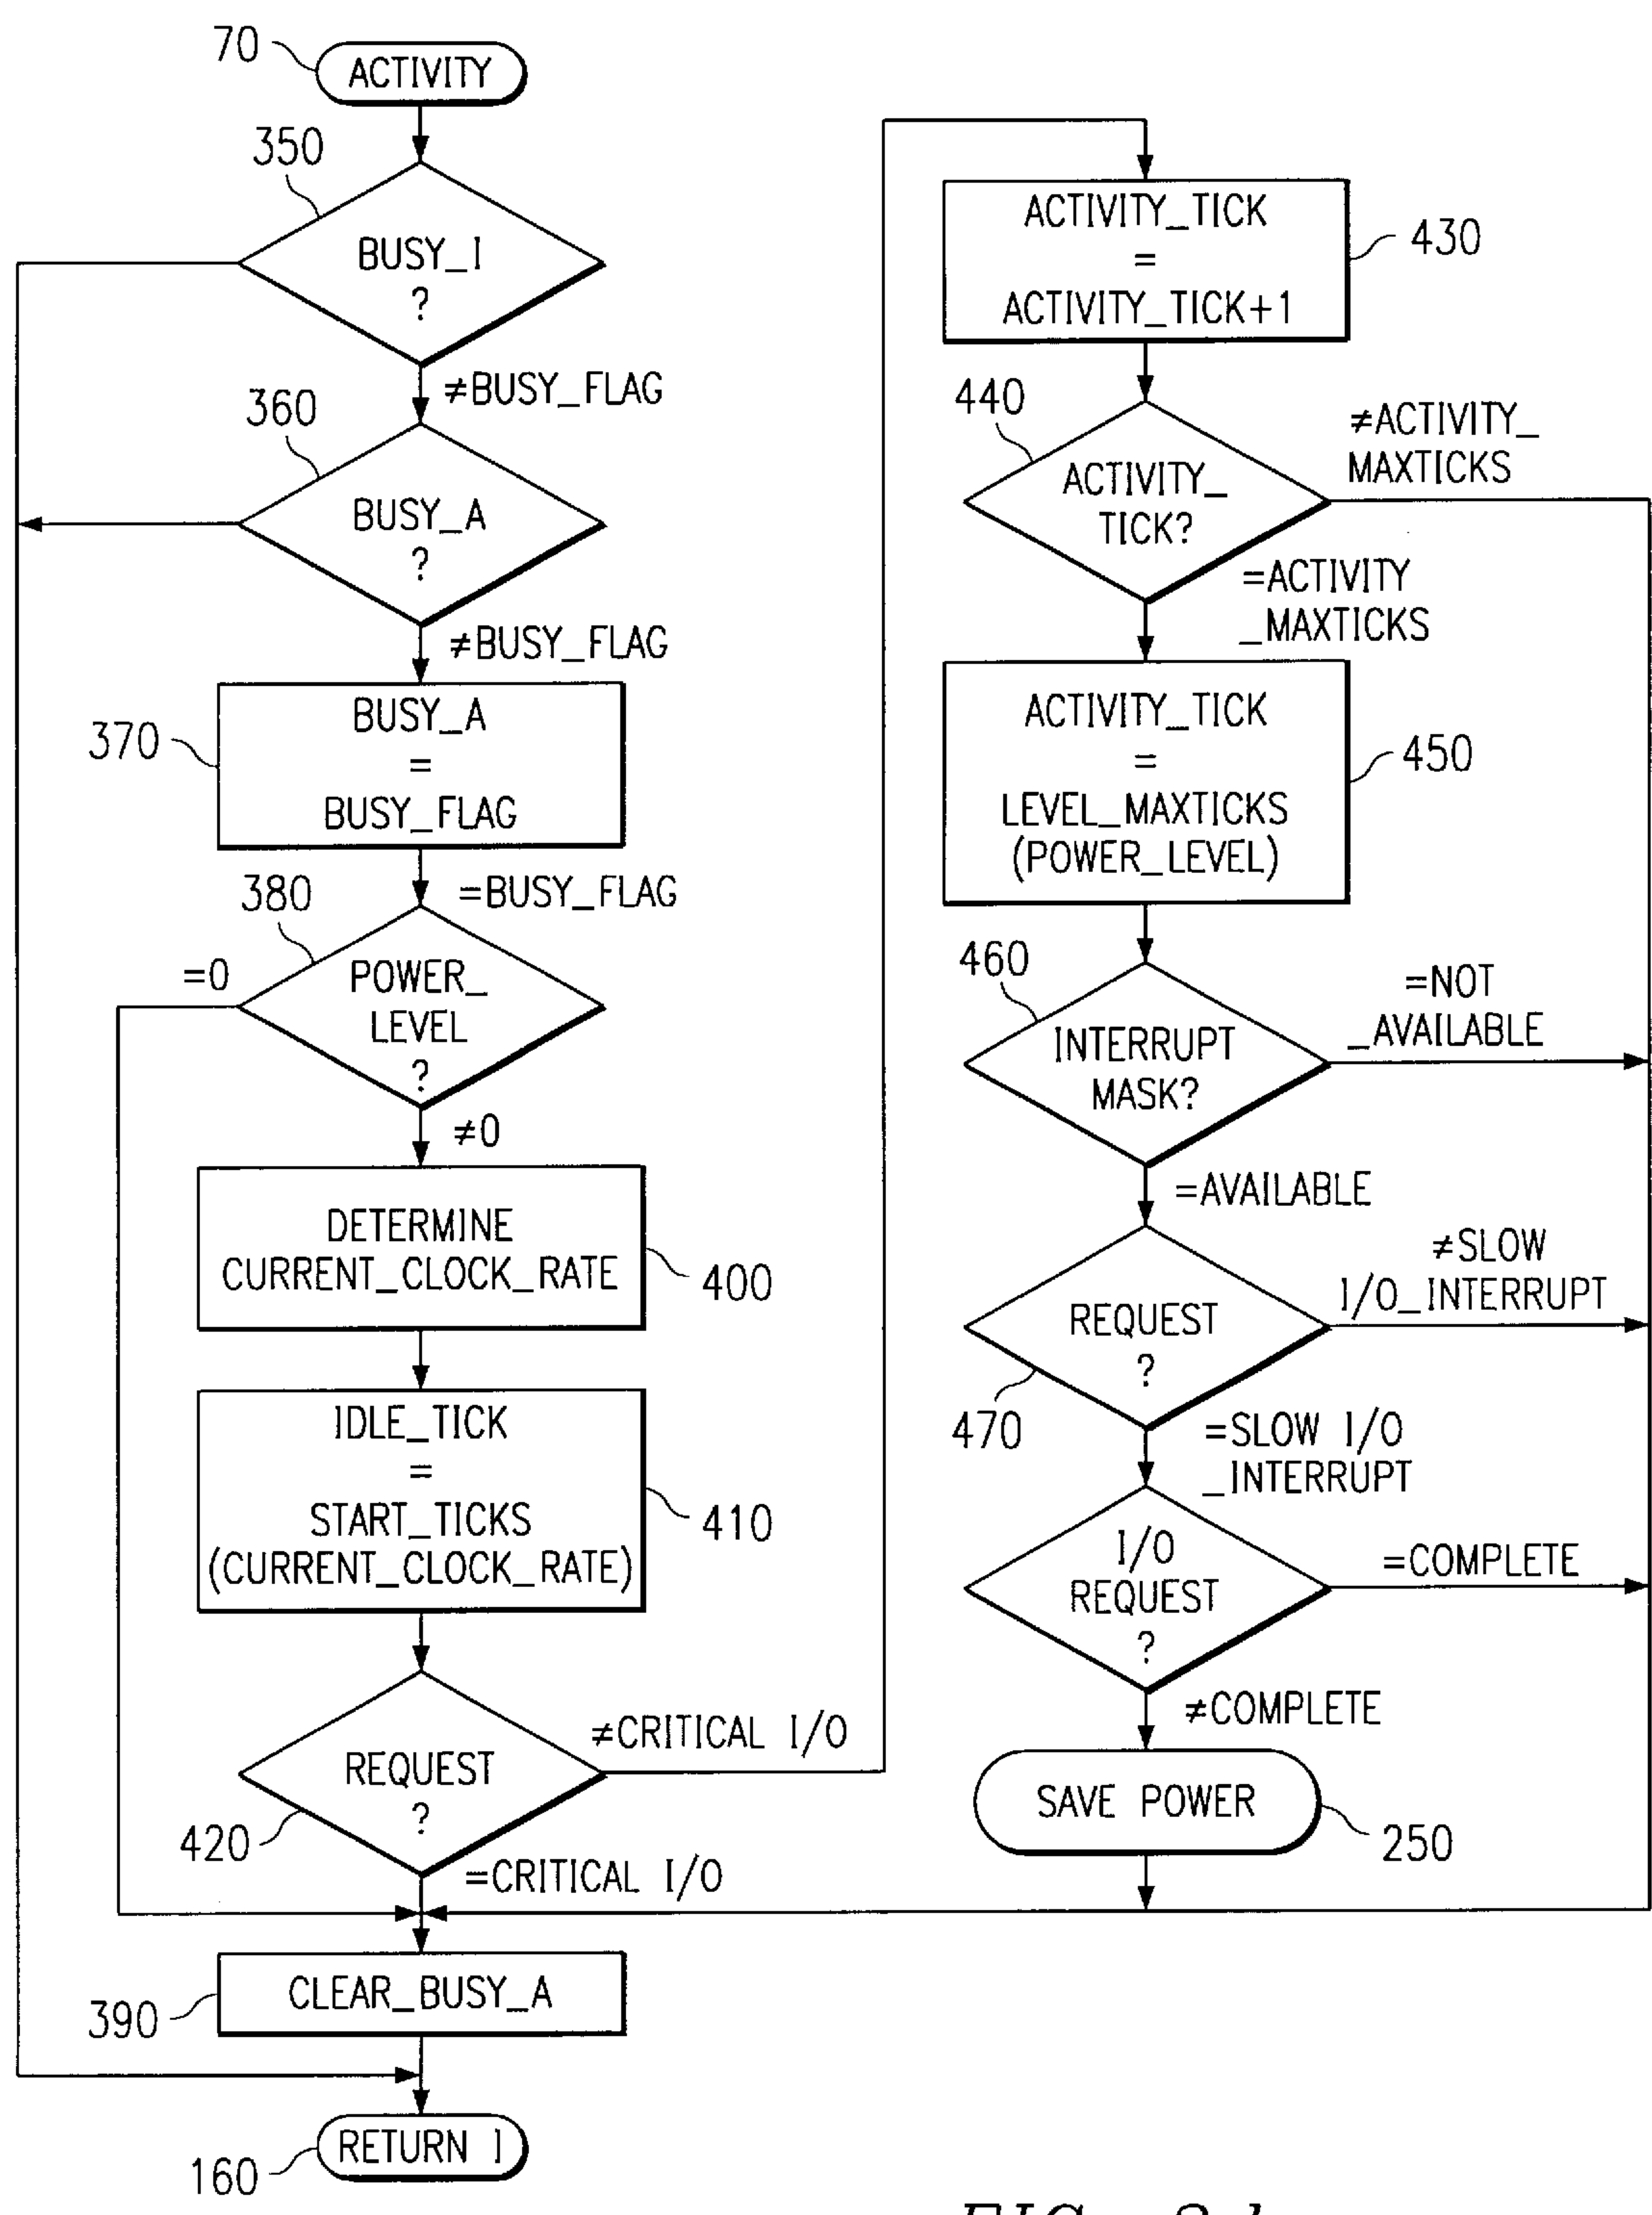 70
ACTIVITY
350
BUSY_I
?
≠BUSY_FLAG
360
BUSY_A
?
≠BUSY_FLAG
370
BUSY_A
=
BUSY_FLAG
=BUSY_FLAG
380
=0
POWER_
LEVEL
?
≠0
DETERMINE
CURRENT_CLOCK_RATE
400
IDLE_TICK
=
START_TICKS
(CURRENT_CLOCK_RATE)
410
≠CRITICAL I/O
REQUEST
?
420
=CRITICAL I/O
CLEAR_BUSY_A
390
RETURN I
160
ACTIVITY_TICK
=
ACTIVITY_TICK+1
430
440
≠ACTIVITY_
MAXTICKS
ACTIVITY_
TICK?
=ACTIVITY
_MAXTICKS
ACTIVITY_TICK
=
LEVEL_MAXTICKS
(POWER_LEVEL)
450
460
=NOT
_AVAILABLE
INTERRUPT
MASK?
=AVAILABLE
≠SLOW
I/O_INTERRUPT
REQUEST
?
470
=SLOW I/O
_INTERRUPT
I/O
REQUEST
?
=COMPLETE
≠COMPLETE
SAVE POWER
250